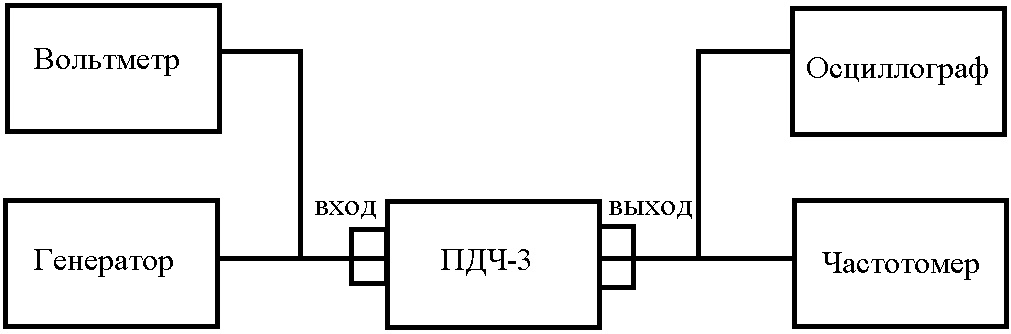 Вольтметр
Осциллограф
вход
выход
Генератор
ПДЧ-3
Частотомер